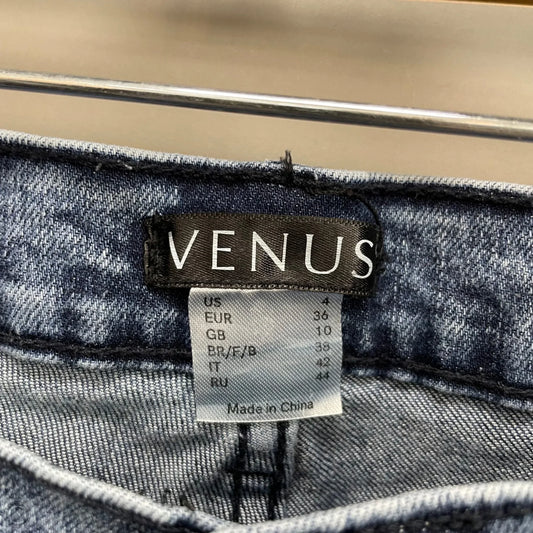 VENUS
US 4
EUR 36
GB 10
BR/F/B 38
IT 42
RU 44
Made in China